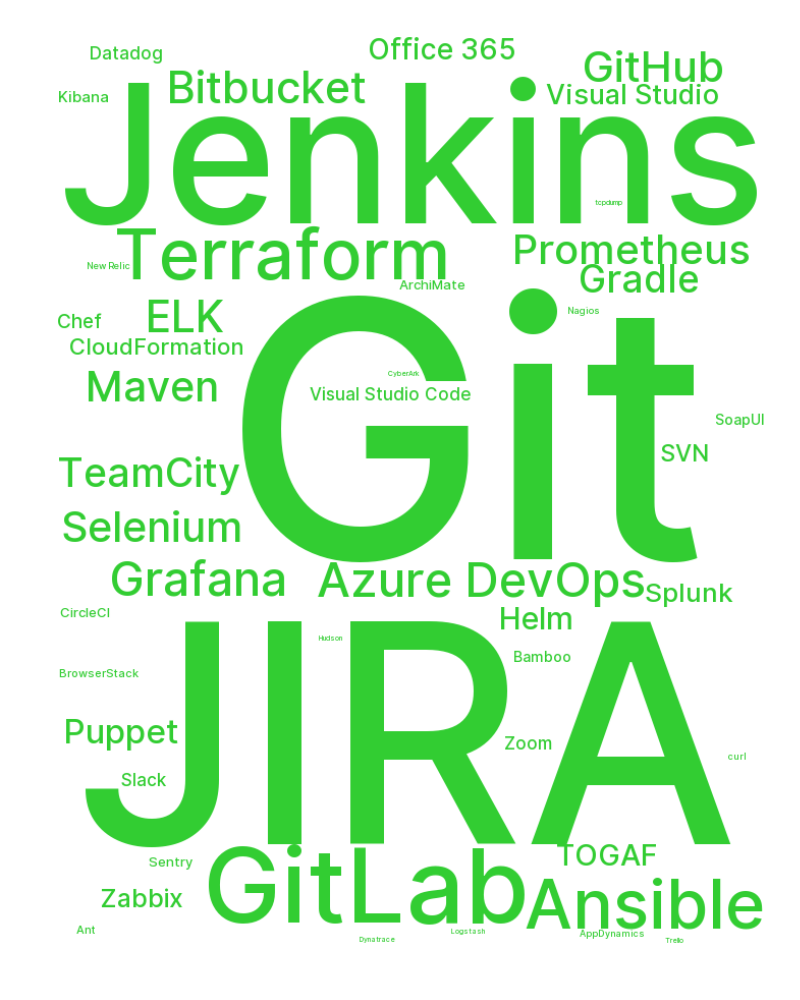 Office 365
Datadog
GitHub
Bitbucket
Visual Studio
Kibana
Jenkins
tcpdump
Terraform
Prometheus
New Relic
Gradle
ArchiMate
Nagios
ELK
Chef
CloudFormation
CyberArk
Maven
Visual Studio Code
Git
SoapUI
SVN
TeamCity
Selenium
Grafana
Azure DevOps
Splunk
CircleCI
Helm
Hudson
Bamboo
BrowserStack
JIRA
Puppet
Zoom
curl
Slack
TOGAF
Sentry
GitLab
Zabbix
Ansible
Ant
Logstash
AppDynamics
Dynatrace
Trello